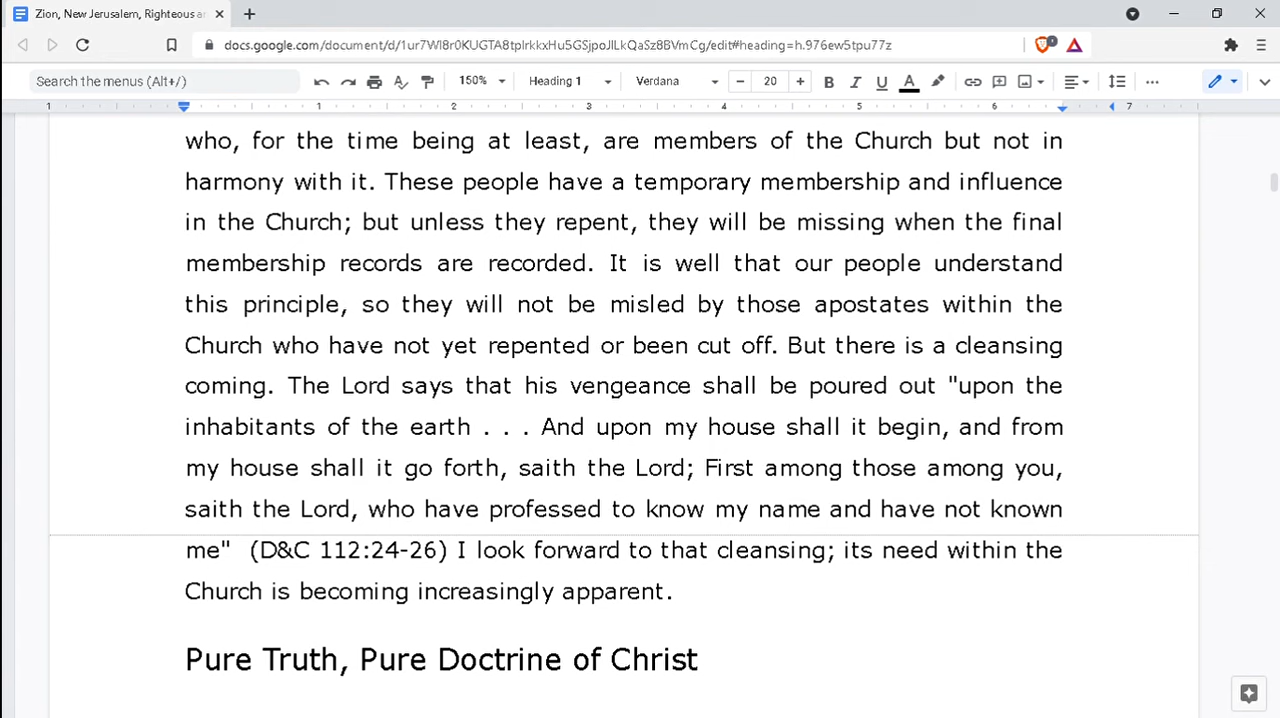 Zion, New Jerusalem, Righteous a
docs.google.com/document/d/1ur7Wl8r0KUGTA8tplrkkxHu5GSjpoJlLkQaSz8BVmCg/edit#heading=h.976ew5tpu77z
Search the menus (Alt+/)
150%
Heading 1
Verdana
20
B
I
U
A
1
1
2
3
4
5
6
7
who, for the time being at least, are members of the Church but not in
harmony with it. These people have a temporary membership and influence
in the Church; but unless they repent, they will be missing when the final
membership records are recorded. It is well that our people understand
this principle, so they will not be misled by those apostates within the
Church who have not yet repented or been cut off. But there is a cleansing
coming. The Lord says that his vengeance shall be poured out "upon the
inhabitants of the earth . . . And upon my house shall it begin, and from
my house shall it go forth, saith the Lord; First among those among you,
saith the Lord, who have professed to know my name and have not known
me" (D&C 112:24-26) I look forward to that cleansing; its need within the
Church is becoming increasingly apparent.
Pure Truth, Pure Doctrine of Christ